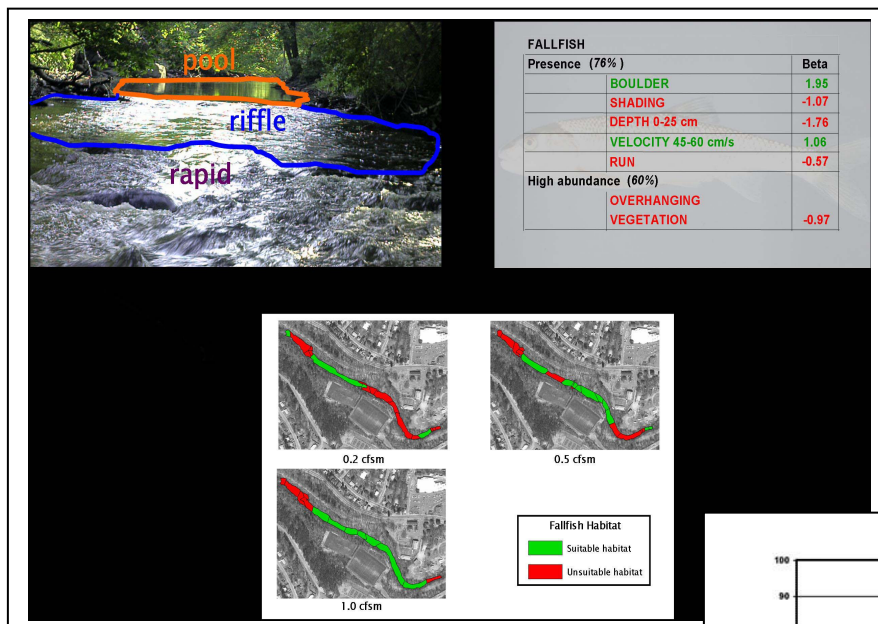 pool
riffle
rapid
FALLFISH
Presence (76%) Beta
BOULDER 1.95
SHADING -1.07
DEPTH 0-25 cm -1.76
VELOCITY 45-60 cm/s 1.06
RUN -0.57
High abundance (60%)
OVERHANGING
VEGETATION -0.97
0.2 cfsm
0.5 cfsm
1.0 cfsm
Fallfish Habitat
Suitable habitat
Unsuitable habitat
100
90